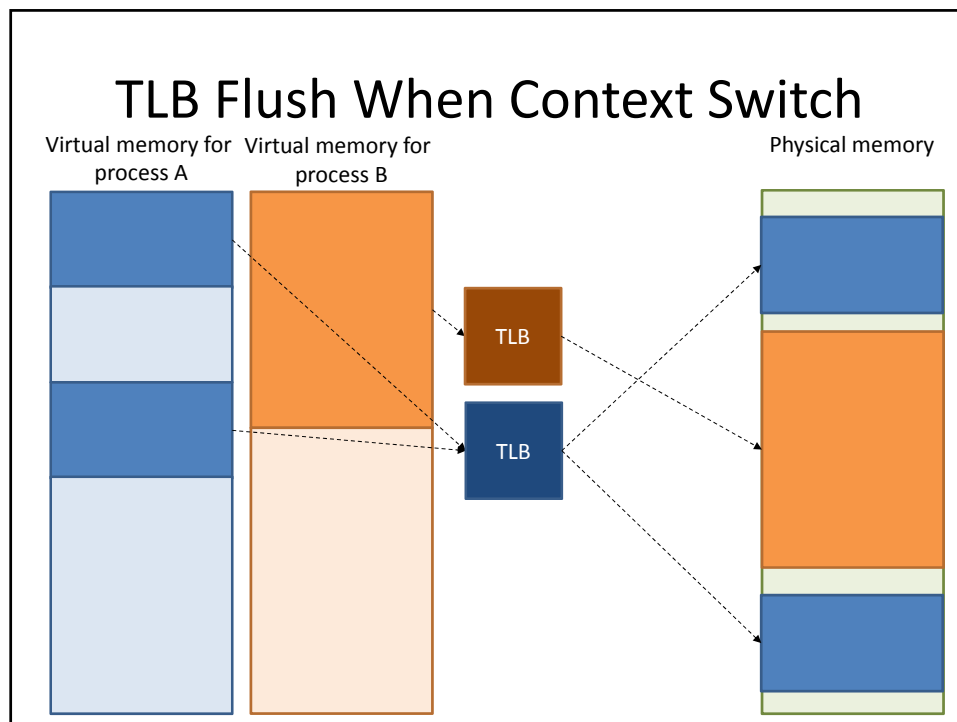 TLB Flush When Context Switch
Virtual memory for
process A
Virtual memory for
process B
Physical memory
TLB
TLB